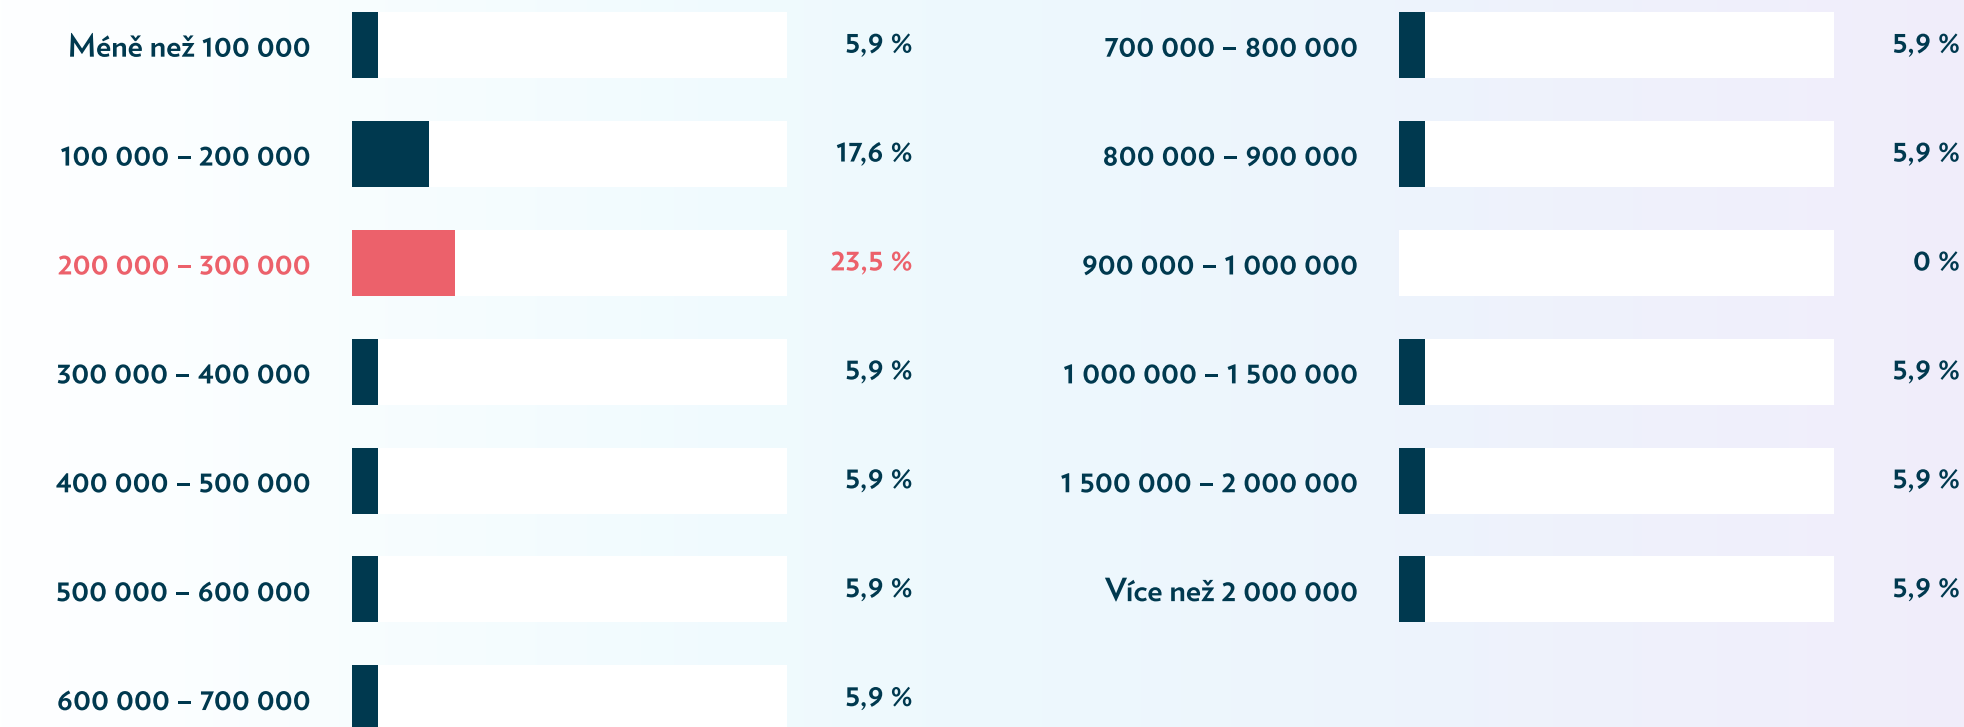 Méně než 100 000 5,9 %
100 000 – 200 000 17,6 %
200 000 – 300 000 23,5 %
300 000 – 400 000 5,9 %
400 000 – 500 000 5,9 %
500 000 – 600 000 5,9 %
600 000 – 700 000 5,9 %
700 000 – 800 000 5,9 %
800 000 – 900 000 5,9 %
900 000 – 1 000 000 0 %
1 000 000 – 1 500 000 5,9 %
1 500 000 – 2 000 000 5,9 %
Více než 2 000 000 5,9 %